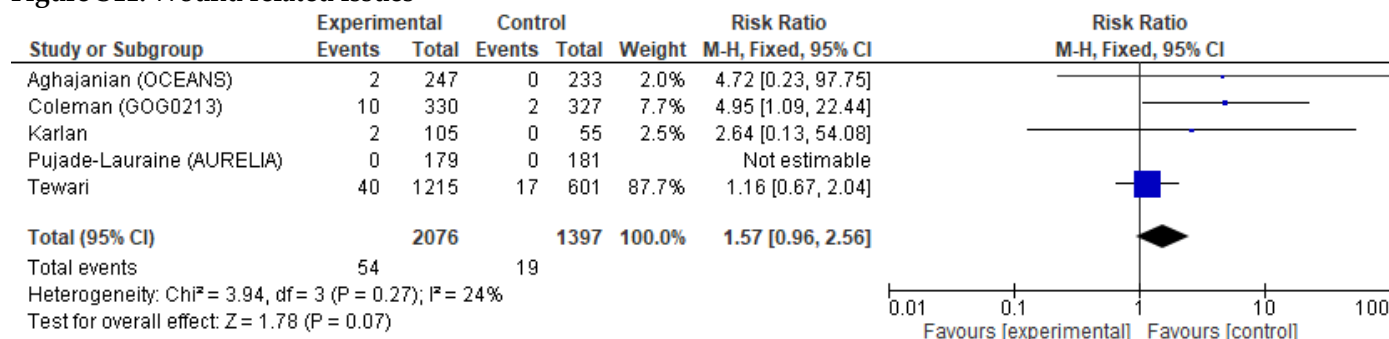 Experimental Control Risk Ratio Risk Ratio
Study or Subgroup Events Total Events Total Weight M-H, Fixed, 95% CI M-H, Fixed, 95% CI
Aghajanian (OCEANS) 2 247 0 233 2.0% 4.72 [0.23, 97.75]
Coleman (GOG0213) 10 330 2 327 7.7% 4.95 [1.09, 22.44]
Karlan 2 105 0 55 2.5% 2.64 [0.13, 54.08]
Pujade-Lauraine (AURELIA) 0 179 0 181 Not estimable
Tewari 40 1215 17 601 87.7% 1.16 [0.67, 2.04]
Total (95% CI) 2076 1397 100.0% 1.57 [0.96, 2.56]
Total events 54 19
Heterogeneity: Chi² = 3.94, df = 3 (P = 0.27); I² = 24%
Test for overall effect: Z = 1.78 (P = 0.07)
0.01 0.1 1 10 100
Favours [experimental] Favours [control]